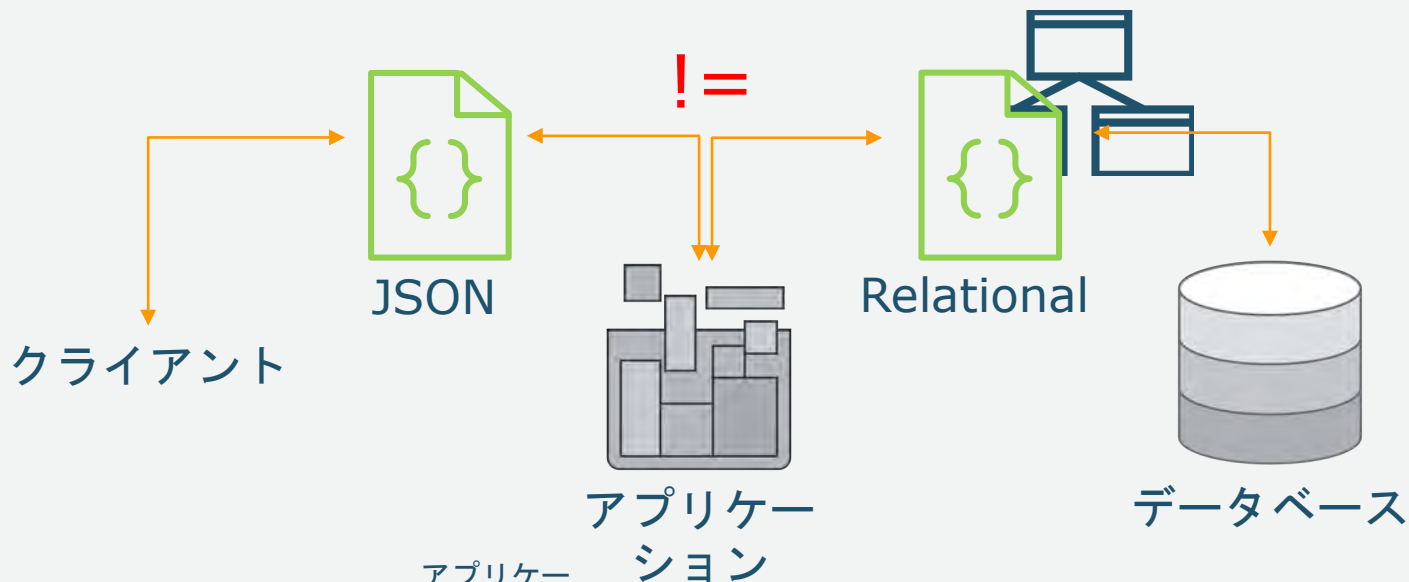 !=
{ }
{ }
JSON
Relational
クライアント
データベース
アプリケー
ション
アプリケー